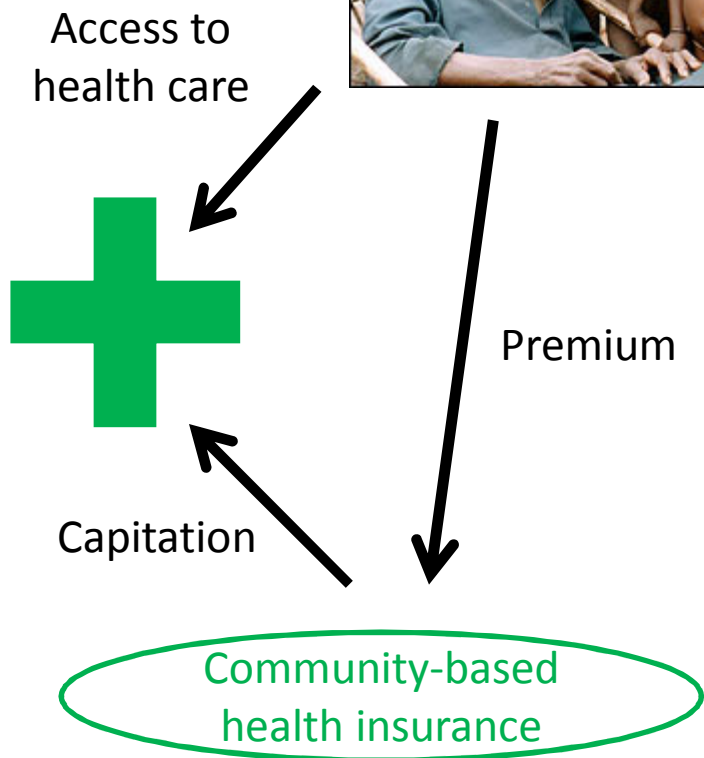 Access to
health care
Premium
Capitation
Community-based
health insurance